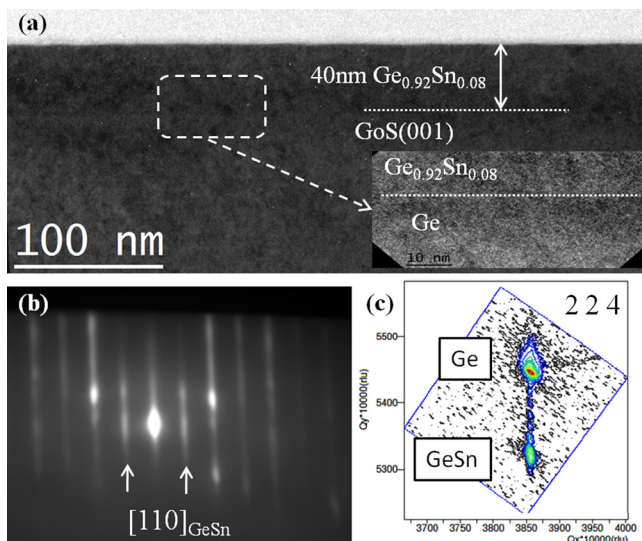 (a)
40nm Ge0.92Sn0.08
GoS(001)
Ge0.92Sn0.08
Ge
10 nm
100 nm
(b)
[110]GeSn
(c)
2 2 4
Ge
GeSn
Qy*10000(rlu)
5500
5400
5300
3700 3750 3800 3850 3900 3950 4000
Qx*10000(rlu)